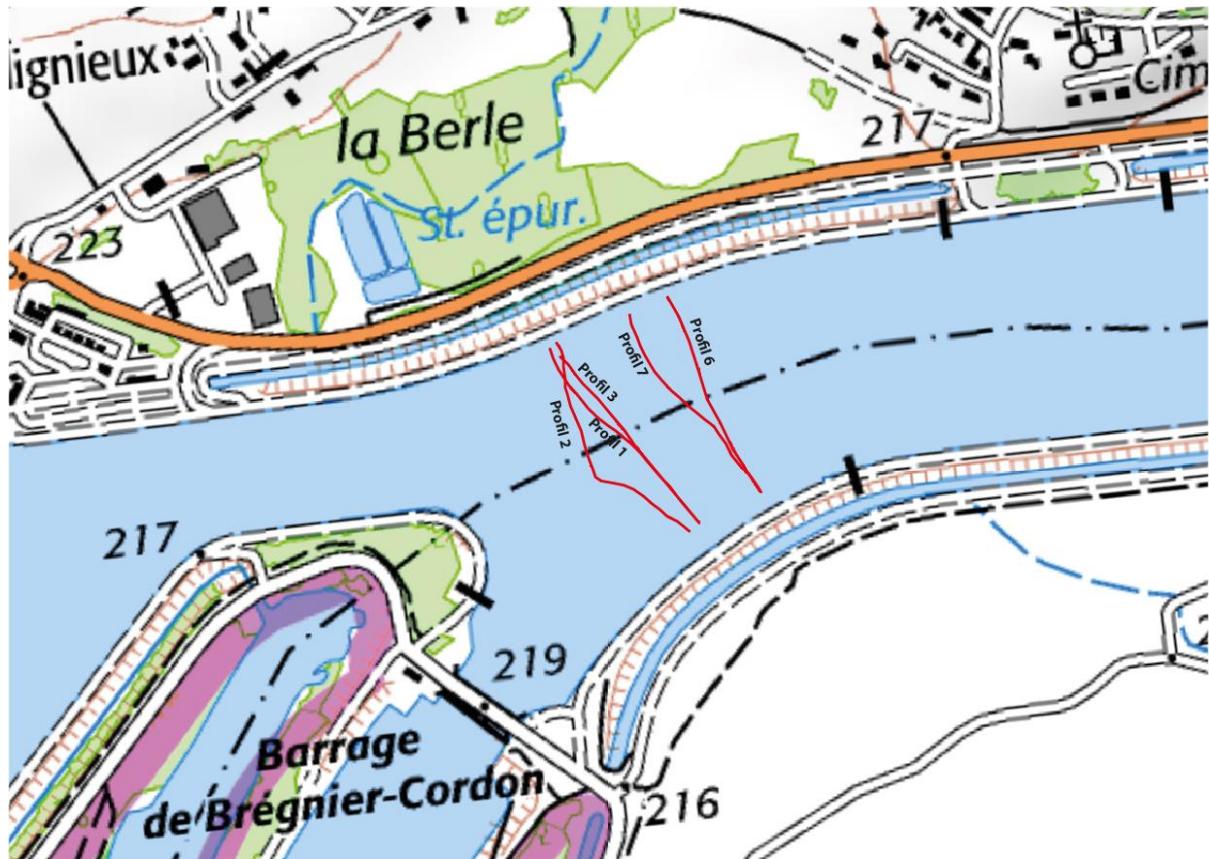 ignieux
la Berle
217
Cim
St. épur.
223
Profil 7
Profil 6
Profil 3
Profil 2
Profil 1
217
219
Barrage
de Brégnier-Cordon
216